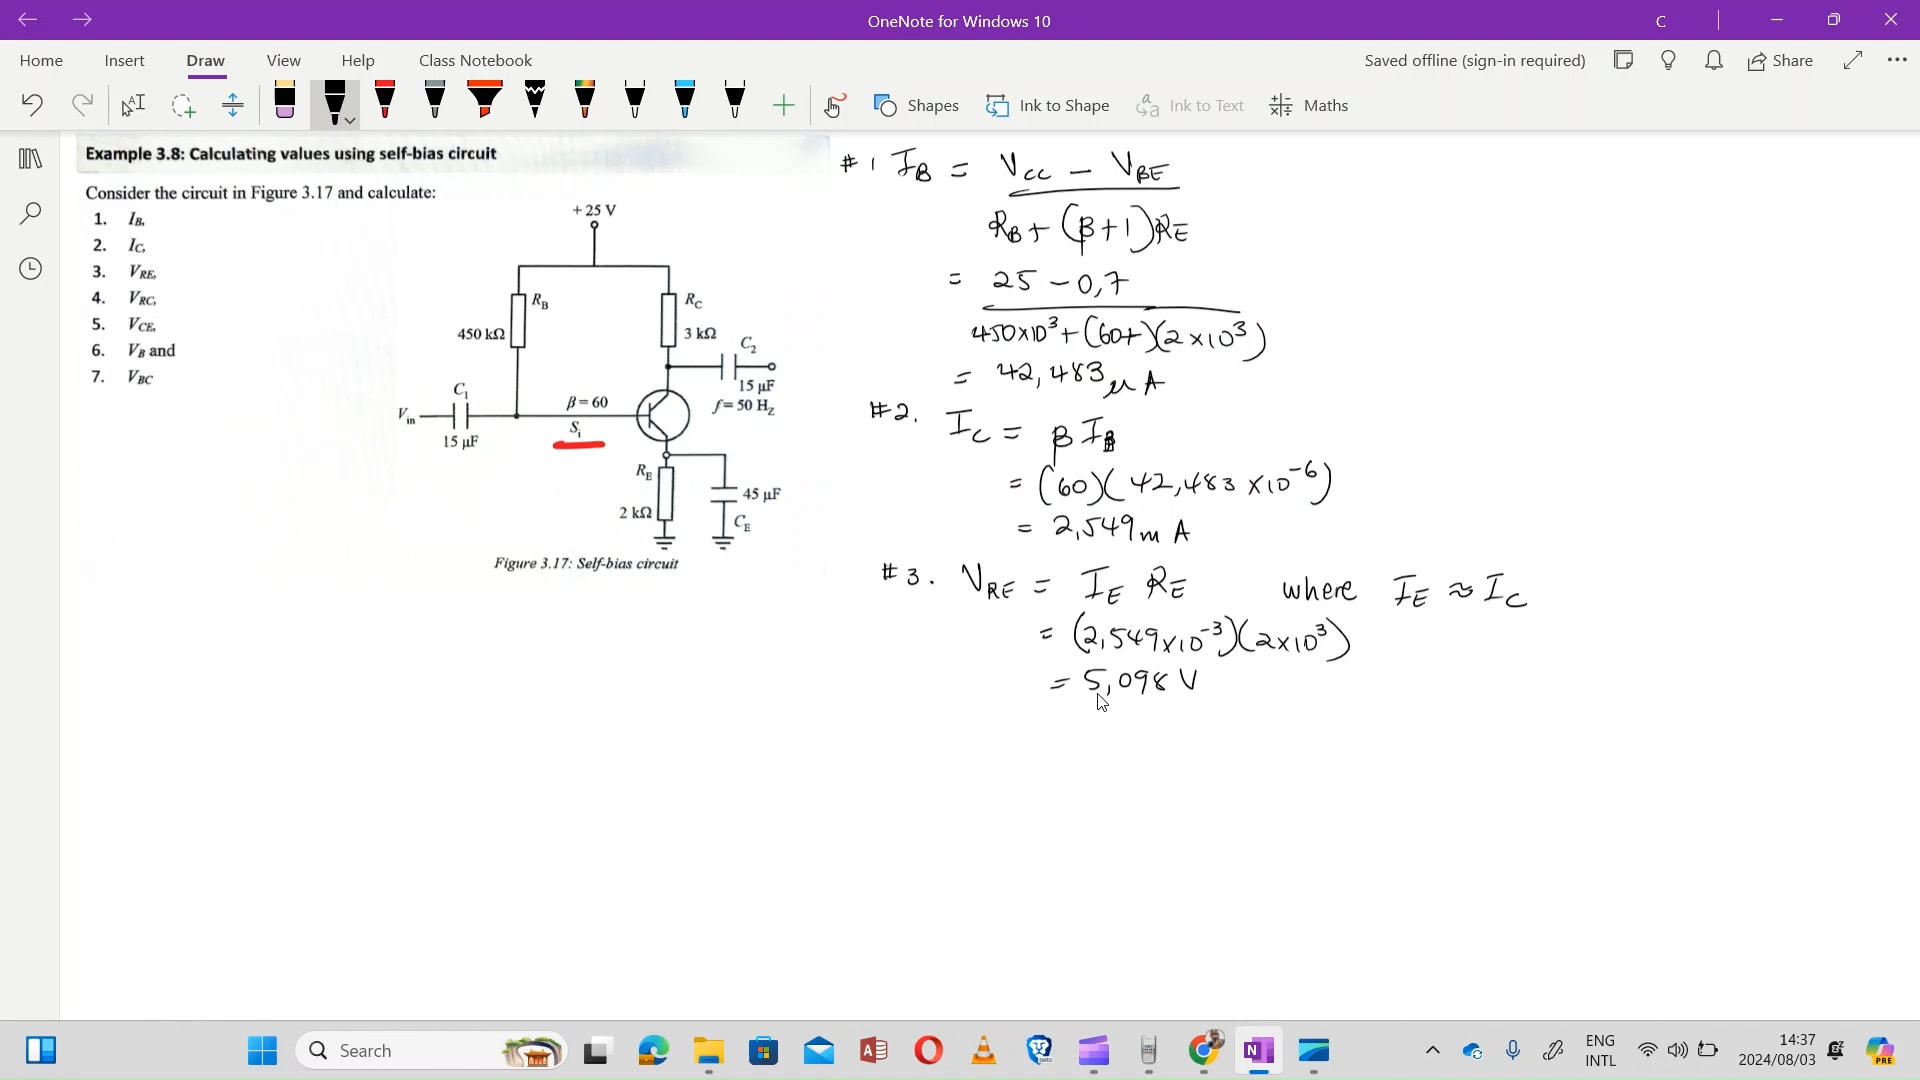 OneNote for Windows 10
C
Home Insert Draw View Help Class Notebook
Saved offline (sign-in required)
Share
Shapes Ink to Shape Ink to Text Maths
Example 3.8: Calculating values using self-bias circuit
Consider the circuit in Figure 3.17 and calculate:
1. IB,
2. IC,
3. VRE,
4. VRC,
5. VCE,
6. VB and
7. VBC
+ 25 V
RB
450 kΩ
RC
3 kΩ
C2
15 µF
f = 50 HZ
C1
Vin
15 µF
β = 60
Si
RE
2 kΩ
45 µF
CE
Figure 3.17: Self-bias circuit
#1 IB = VCC - VBE
RB + (β+1)RE
= 25 - 0,7
450×10³ + (60+)(2×10³)
= 42,483 µA
#2. IC = β IB
= (60)(42,483 ×10⁻⁶)
= 2,549 mA
#3. VRE = IE RE where IE ≈ IC
= (2,549×10⁻³)(2×10³)
= 5,098 V
Search
beta
ENG
INTL
14:37
2024/08/03
PRE